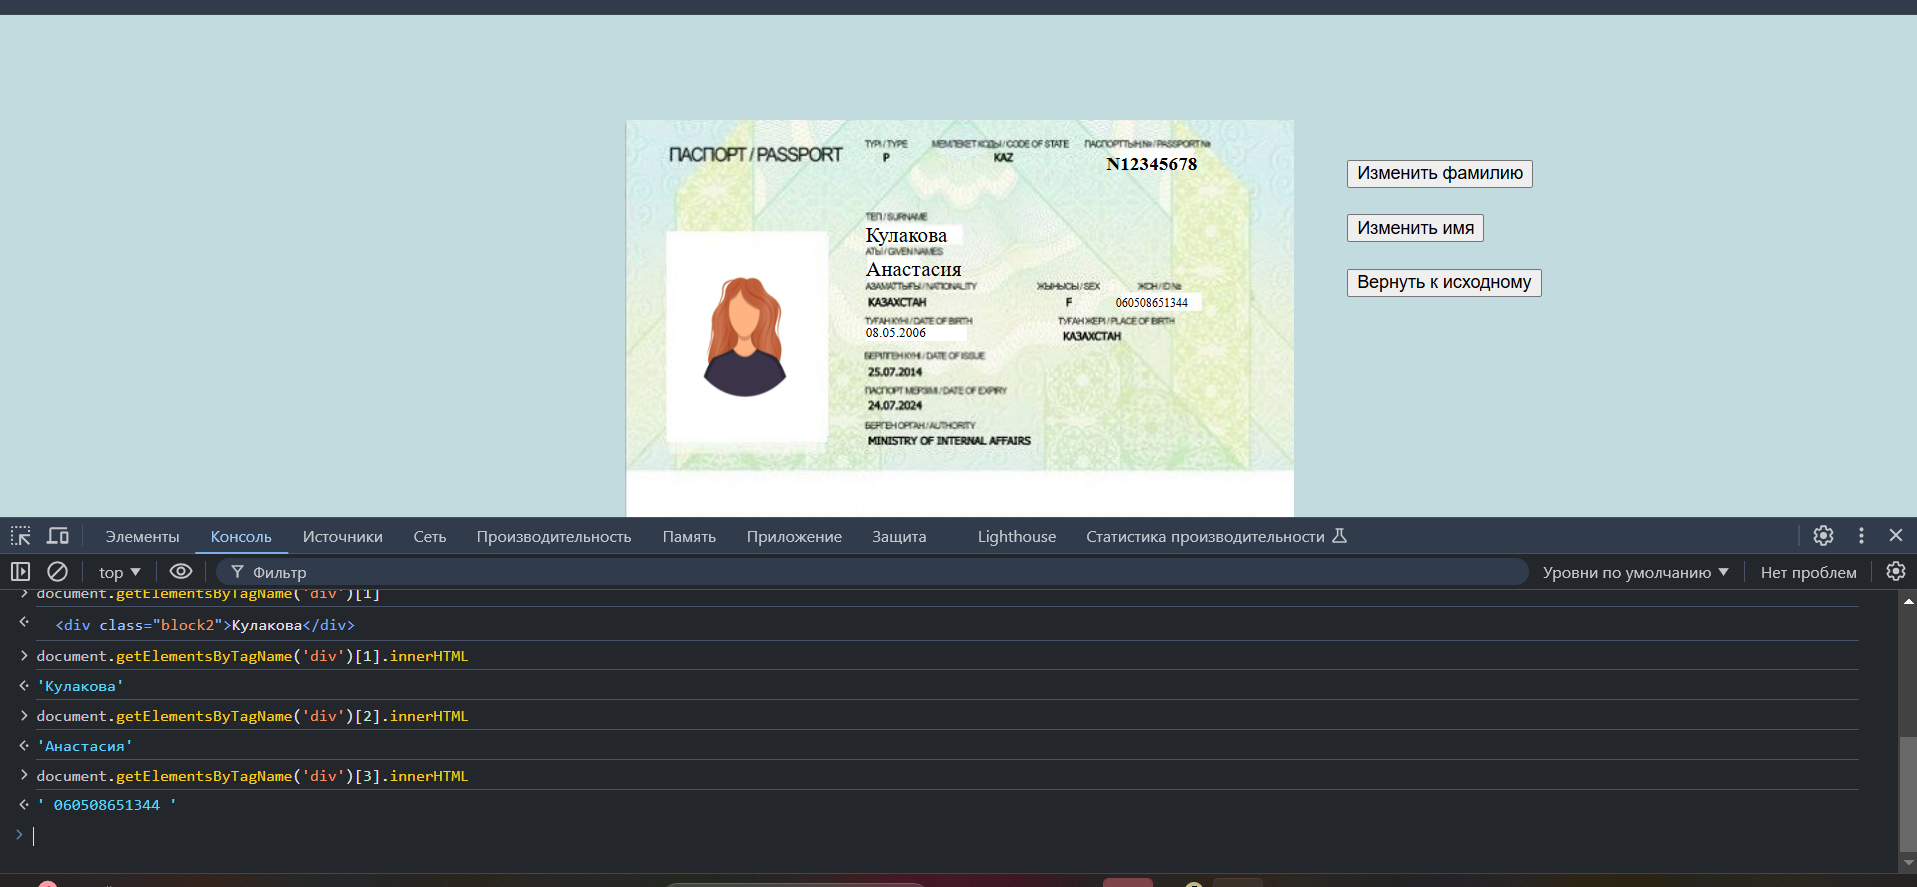 ПАСПОРТ / PASSPORT
ТҮРІ / TYPE
P
МЕМЛЕКЕТ КОДЫ / CODE OF STATE
KAZ
ПАСПОРТТЫҢ № / PASSPORT №
N12345678
ТЕГІ / SURNAME
Кулакова
АТЫ / GIVEN NAMES
Анастасия
АЗАМАТТЫҒЫ / NATIONALITY
ҚАЗАХСТАН
ЖЫНЫСЫ / SEX
F
ЖСН / ID №
060508651344
ТУҒАН КҮНІ / DATE OF BIRTH
08.05.2006
ТУҒАН ЖЕРІ / PLACE OF BIRTH
ҚАЗАХСТАН
БЕРІЛГЕН КҮНІ / DATE OF ISSUE
25.07.2014
ПАСПОРТ МЕРЗІМІ / DATE OF EXPIRY
24.07.2024
БЕРГЕН ОРГАН / AUTHORITY
MINISTRY OF INTERNAL AFFAIRS
Изменить фамилию
Изменить имя
Вернуть к исходному
Элементы Консоль Источники Сеть Производительность Память Приложение Защита Lighthouse Статистика производительности
top Фильтр Уровни по умолчанию Нет проблем
document.getElementsByTagName('div')[1]
<div class="block2">Кулакова</div>
document.getElementsByTagName('div')[1].innerHTML
'Кулакова'
document.getElementsByTagName('div')[2].innerHTML
'Анастасия'
document.getElementsByTagName('div')[3].innerHTML
' 060508651344 '